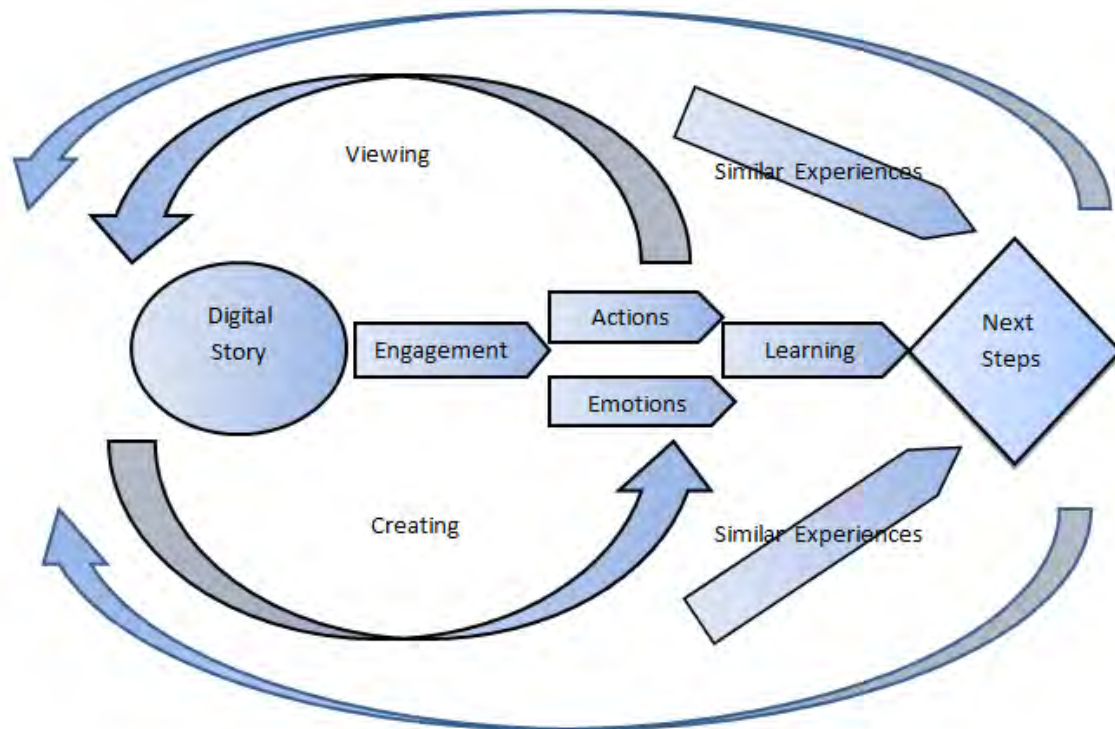 Viewing
Similar Experiences
Digital
Story
Engagement
Actions
Emotions
Learning
Next
Steps
Creating
Similar Experiences